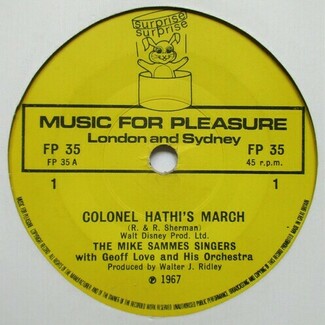 surprise
surprise
MUSIC FOR PLEASURE
London and Sydney
FP 35
FP 35
FP 35 A
45 r.p.m.
1
1
COLONEL HATHI'S MARCH
(R. & R. Sherman)
Walt Disney Prod. Ltd.
THE MIKE SAMMES SINGERS
with Geoff Love and His Orchestra
Produced by Walter J. Ridley
℗ 1967